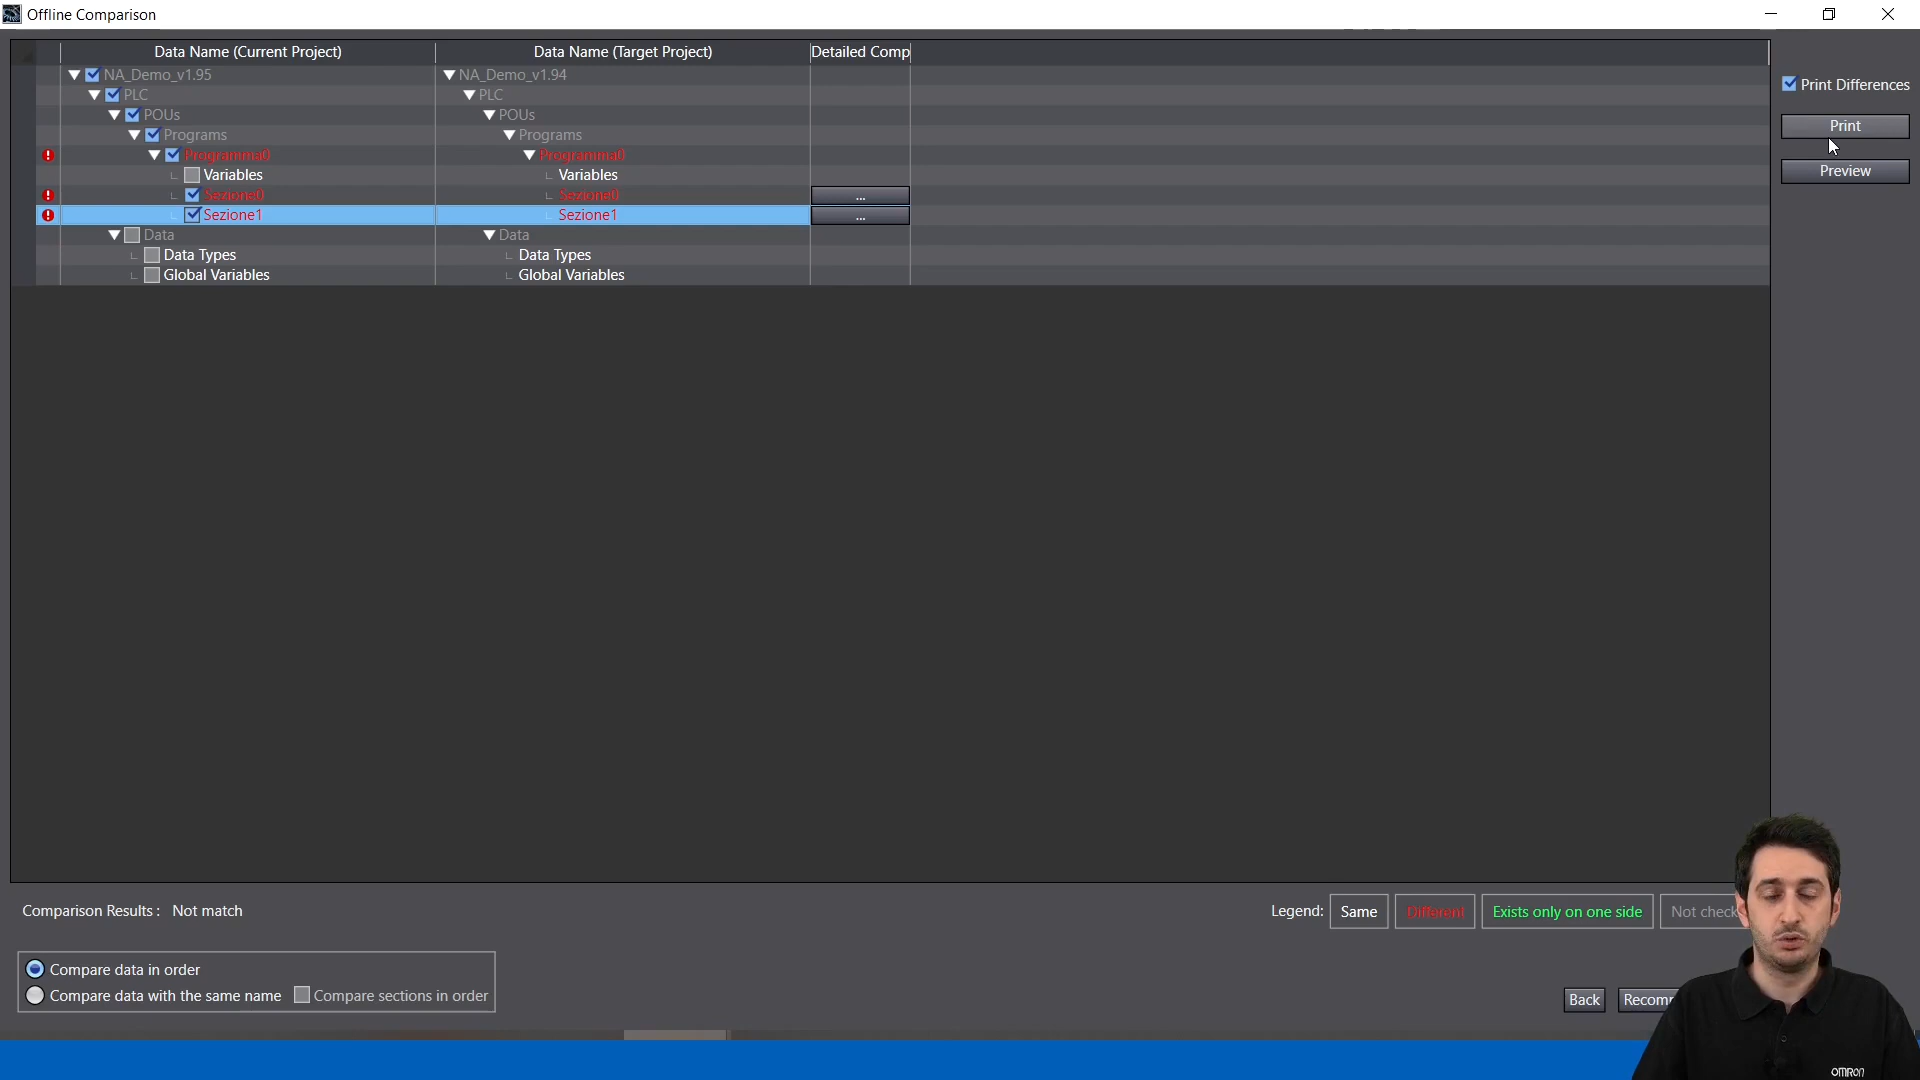 Offline Comparison
Data Name (Current Project) Data Name (Target Project) Detailed Comp
NA_Demo_v1.95 NA_Demo_v1.94
PLC PLC
POUs POUs
Programs Programs
Programma0 Programma0
Variables Variables
Sezione0 Sezione0 ...
Sezione1 Sezione1 ...
Data Data
Data Types Data Types
Global Variables Global Variables
Print Differences
Print
Preview
Comparison Results : Not match
Legend: Same Different Exists only on one side Not check
Compare data in order
Compare data with the same name Compare sections in order
Back Recom
OMRON